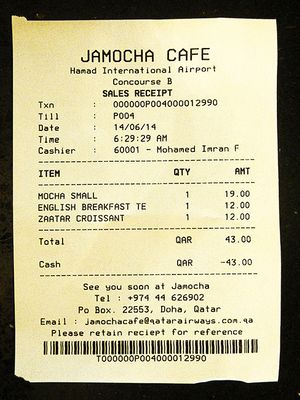 JAMOCHA CAFE
Hamad International Airport
Concourse B
SALES RECEIPT
Txn : 000000P004000012990
Till : P004
Date : 14/06/14
Time : 6:29:29 AM
Cashier : 60001 - Mohamed Imran F
ITEM QTY AMT
MOCHA SMALL 1 19.00
ENGLISH BREAKFAST TE 1 12.00
ZAATAR CROISSANT 1 12.00
Total QAR 43.00
Cash QAR -43.00
See you soon at Jamocha
Tel : +974 44 626902
Po Box. 22553, Doha, Qatar
Email : jamochacafe@qatarairways.com.qa
Please retain reciept for reference
T000000P004000012990